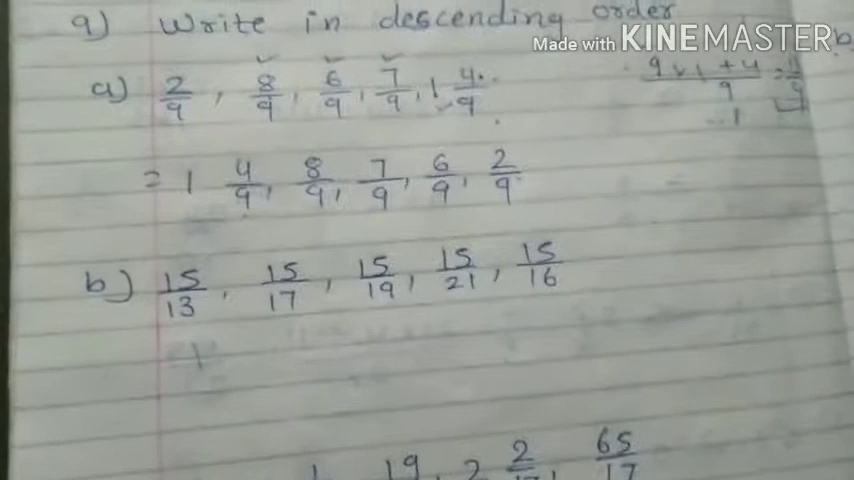 9) Write in descending order
Made with KINEMASTER
a) 2/9, 8/9, 6/9, 7/9, 1 4/9
9 × 1 + 4 / 9
= 1 4/9, 8/9, 7/9, 6/9, 2/9
b) 15/13, 15/17, 15/19, 15/21, 15/16
19, 2 2/ 65/17